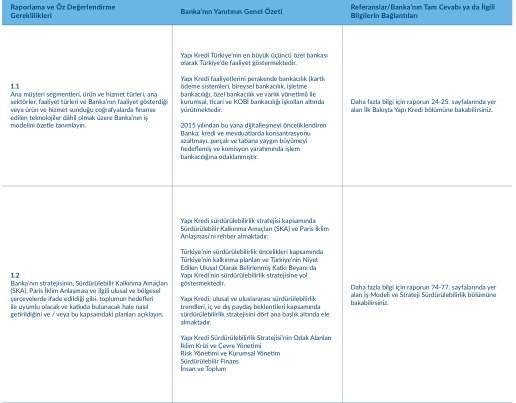 Raporlama ve Öz Değerlendirme
Gereklilikleri
Banka'nın Yanıtının Genel Özeti
Referanslar/Banka'nın Tam Cevabı ya da İlgili
Bilgilerin Bağlantıları
1.1
Ana müşteri segmentleri, ürün ve hizmet türleri, ana
sektörler, faaliyet türleri ve Banka'nın faaliyet gösterdiği
veya ürün ve hizmet sunduğu coğrafyalarda finanse
edilen teknolojiler dâhil olmak üzere Banka'nın iş
modelini özetle tanımlayın.
Yapı Kredi Türkiye'nin en büyük üçüncü özel bankası
olarak Türkiye'de faaliyet göstermektedir.
Yapı Kredi faaliyetlerini perakende bankacılık (kartlı
ödeme sistemleri, bireysel bankacılık, işletme
bankacılığı, özel bankacılık ve varlık yönetimi) ile
kurumsal, ticari ve KOBİ bankacılığı işkolları altında
yürütmektedir.
2015 yılından bu yana dijitalleşmeyi önceliklendiren
Banka; kredi ve mevduatlarda konsantrasyonu
azaltmayı, parçalı ve tabana yaygın büyümeyi
hedeflemiş ve komisyon yaratımında işlem
bankacılığına odaklanmıştır.
Daha fazla bilgi için raporun 24-25. sayfalarında yer
alan İlk Bakışta Yapı Kredi bölümüne bakabilirsiniz.
1.2
Banka'nın stratejisinin, Sürdürülebilir Kalkınma Amaçları
(SKA), Paris İklim Anlaşması ve ilgili ulusal ve bölgesel
çerçevelerde ifade edildiği gibi, toplumun hedefleri
ile uyumlu olacak ve katkıda bulunacak hale nasıl
getirildiğini ve / veya bu kapsamdaki planları açıklayın.
Yapı Kredi sürdürülebilirlik stratejisi kapsamında
Sürdürülebilir Kalkınma Amaçları (SKA) ve Paris İklim
Anlaşması'nı rehber almaktadır.
Türkiye'nin sürdürülebilirlik öncelikleri kapsamında
Türkiye'nin kalkınma planları ve Türkiye'nin Niyet
Edilen Ulusal Olarak Belirlenmiş Katkı Beyanı da
Yapı Kredi'nin sürdürülebilirlik stratejisine yol
göstermektedir.
Yapı Kredi; ulusal ve uluslararası sürdürülebilirlik
trendleri, iç ve dış paydaş beklentileri kapsamında
sürdürülebilirlik stratejisini dört ana başlık altında ele
almaktadır.
Yapı Kredi Sürdürülebilirlik Stratejisi'nin Odak Alanları
İklim Krizi ve Çevre Yönetimi
Risk Yönetimi ve Kurumsal Yönetim
Sürdürülebilir Finans
İnsan ve Toplum
Daha fazla bilgi için raporun 74-77. sayfalarında yer
alan İş Modeli ve Strateji Sürdürülebilirlik bölümüne
bakabilirsiniz.